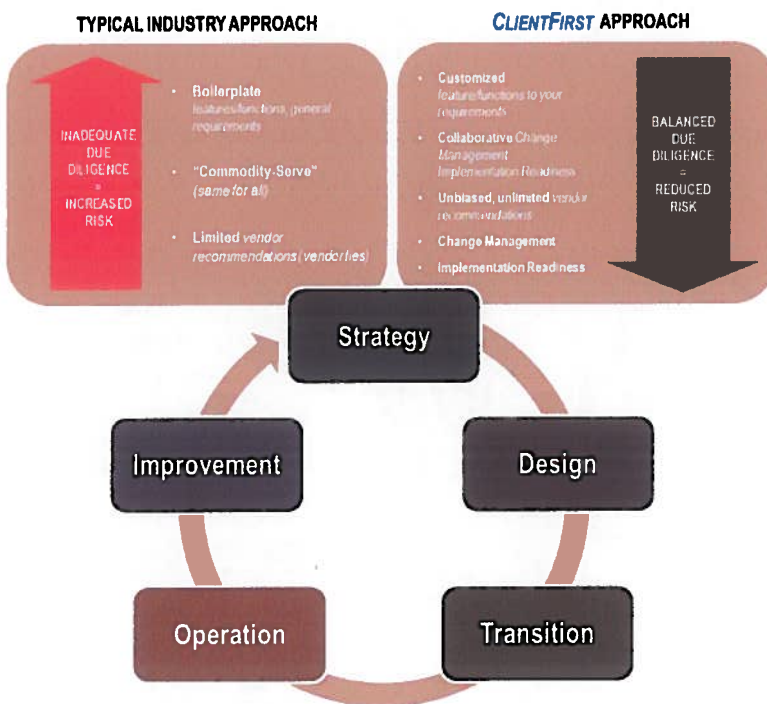 TYPICAL INDUSTRY APPROACH
INADEQUATE
DUE
DILIGENCE
=
INCREASED
RISK
• Boilerplate
features/functions, general
requirements
• "Commodity-Serve"
(same for all)
• Limited vendor
recommendations (vendor ties)
CLIENTFIRST APPROACH
• Customized
feature/functions to your
requirements
• Collaborative Change
Management
Implementation Readiness
• Unbiased, unlimited vendor
recommendations
• Change Management
• Implementation Readiness
BALANCED
DUE
DILIGENCE
=
REDUCED
RISK
Strategy
Design
Transition
Operation
Improvement